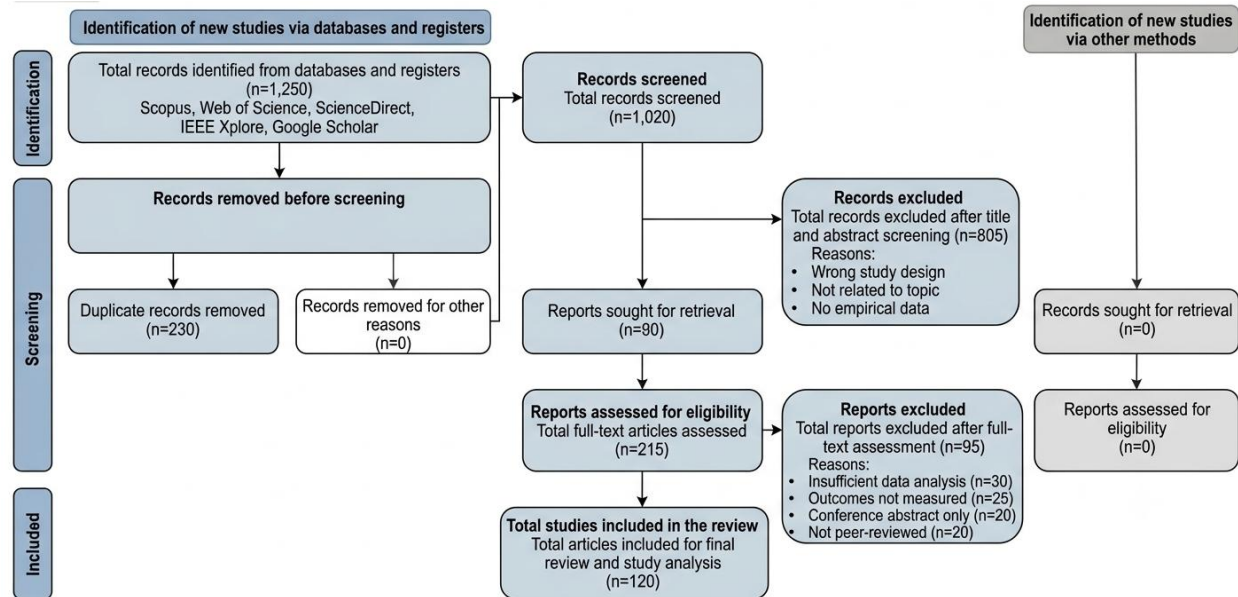 Identification of new studies via databases and registers
Identification of new studies
via other methods
Identification
Total records identified from databases and registers
(n=1,250)
Scopus, Web of Science, ScienceDirect,
IEEE Xplore, Google Scholar
Records screened
Total records screened
(n=1,020)
Screening
Records removed before screening
Records excluded
Total records excluded after title
and abstract screening (n=805)
Reasons:
• Wrong study design
• Not related to topic
• No empirical data
Duplicate records removed
(n=230)
Records removed for other
reasons
(n=0)
Reports sought for retrieval
(n=90)
Records sought for retrieval
(n=0)
Reports assessed for eligibility
Total full-text articles assessed
(n=215)
Reports excluded
Total reports excluded after full-
text assessment (n=95)
Reasons:
• Insufficient data analysis (n=30)
• Outcomes not measured (n=25)
• Conference abstract only (n=20)
• Not peer-reviewed (n=20)
Reports assessed for
eligibility
(n=0)
Included
Total studies included in the review
Total articles included for final
review and study analysis
(n=120)